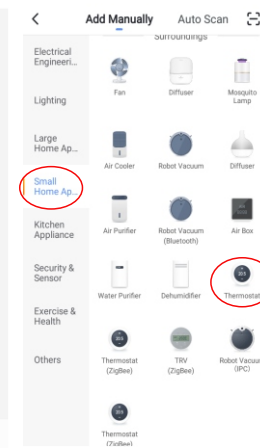 Add Manually
Auto Scan
Surroundings
Electrical
Engineeri...
Lighting
Large
Home Ap...
Small
Home Ap...
Kitchen
Appliance
Security &
Sensor
Exercise &
Health
Others
Fan
Diffuser
Mosquito
Lamp
Air Cooler
Robot Vacuum
Diffuser
Air Purifier
Robot Vacuum
(Bluetooth)
Air Box
Water Purifier
Dehumidifier
Thermostat
Thermostat
(ZigBee)
TRV
(ZigBee)
Robot Vacuum
(IPC)
Thermostat
(ZigBee)